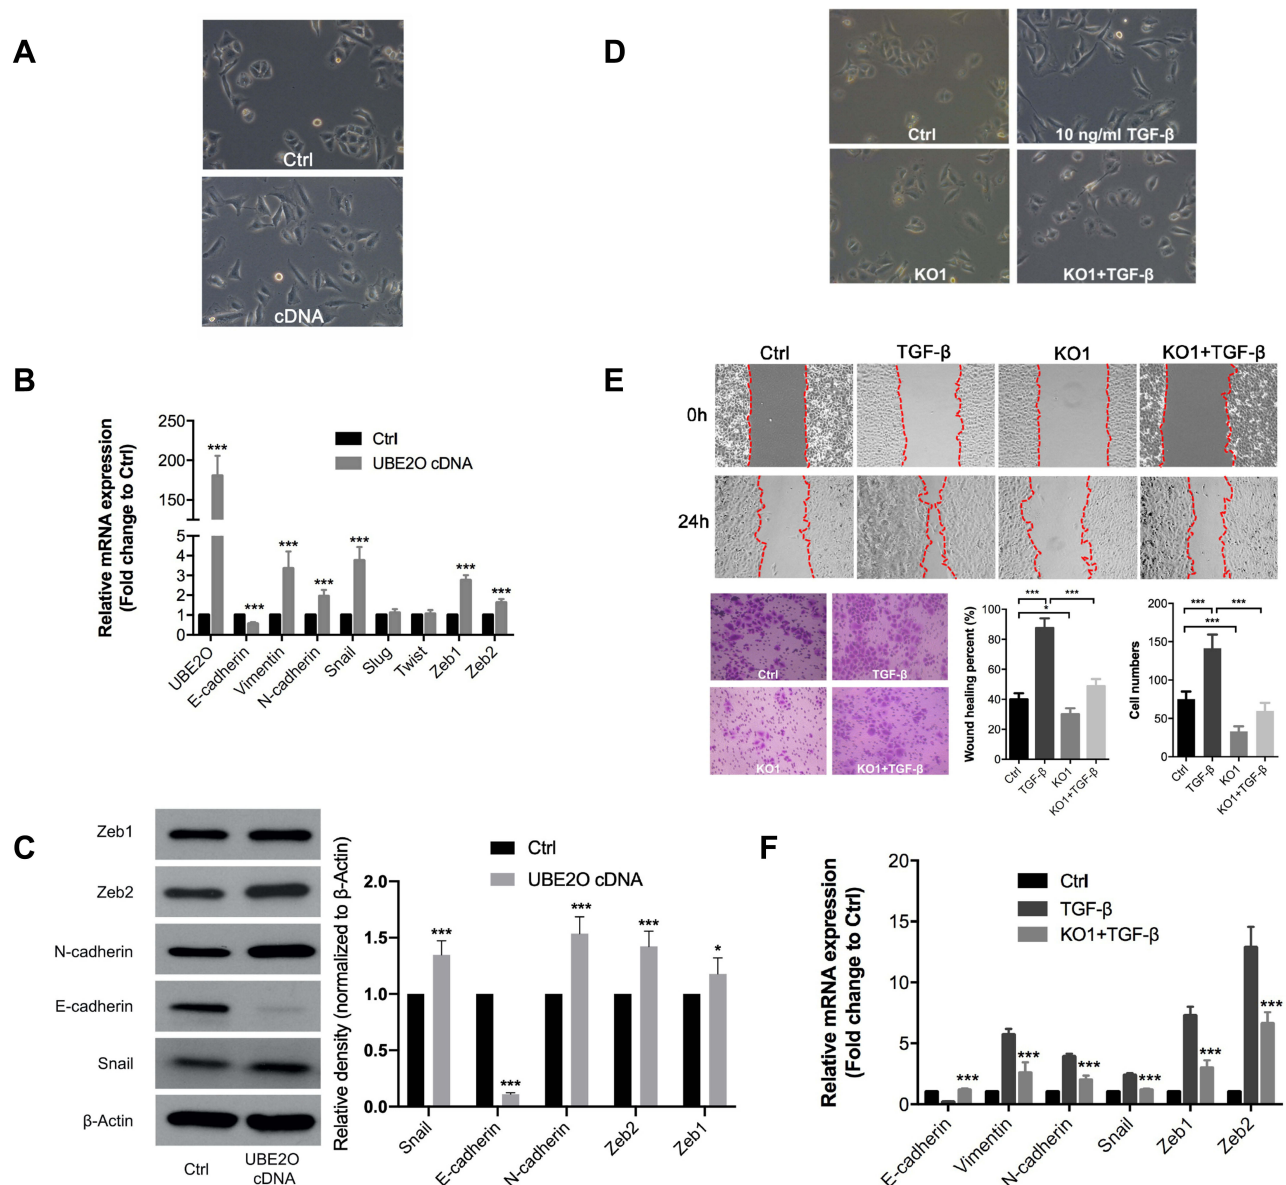 A
Ctrl
cDNA
B
Relative mRNA expression
(Fold change to Ctrl)
250
200
150
5
4
3
2
1
0
Ctrl
UBE2O cDNA
***
***
***
***
***
***
***
UBE2O
E-cadherin
Vimentin
N-cadherin
Snail
Slug
Twist
Zeb1
Zeb2
C
Zeb1
Zeb2
N-cadherin
E-cadherin
Snail
β-Actin
Ctrl
UBE2O
cDNA
Relative density (normalized to β-Actin)
2.0
1.5
1.0
0.5
0.0
Ctrl
UBE2O cDNA
***
***
***
***
*
Snail
E-cadherin
N-cadherin
Zeb2
Zeb1
D
Ctrl
10 ng/ml TGF-β
KO1
KO1+TGF-β
E
Ctrl
TGF-β
KO1
KO1+TGF-β
0h
24h
Ctrl
TGF-β
KO1
KO1+TGF-β
Wound healing percent (%)
100
80
60
40
20
0
*** ***
*
Ctrl
TGF-β
KO1
KO1+TGF-β
Cell numbers
200
150
100
50
0
*** ***
***
Ctrl
TGF-β
KO1
KO1+TGF-β
F
Relative mRNA expression
(Fold change to Ctrl)
20
15
10
5
0
Ctrl
TGF-β
KO1+TGF-β
***
***
***
***
***
***
E-cadherin
Vimentin
N-cadherin
Snail
Zeb1
Zeb2